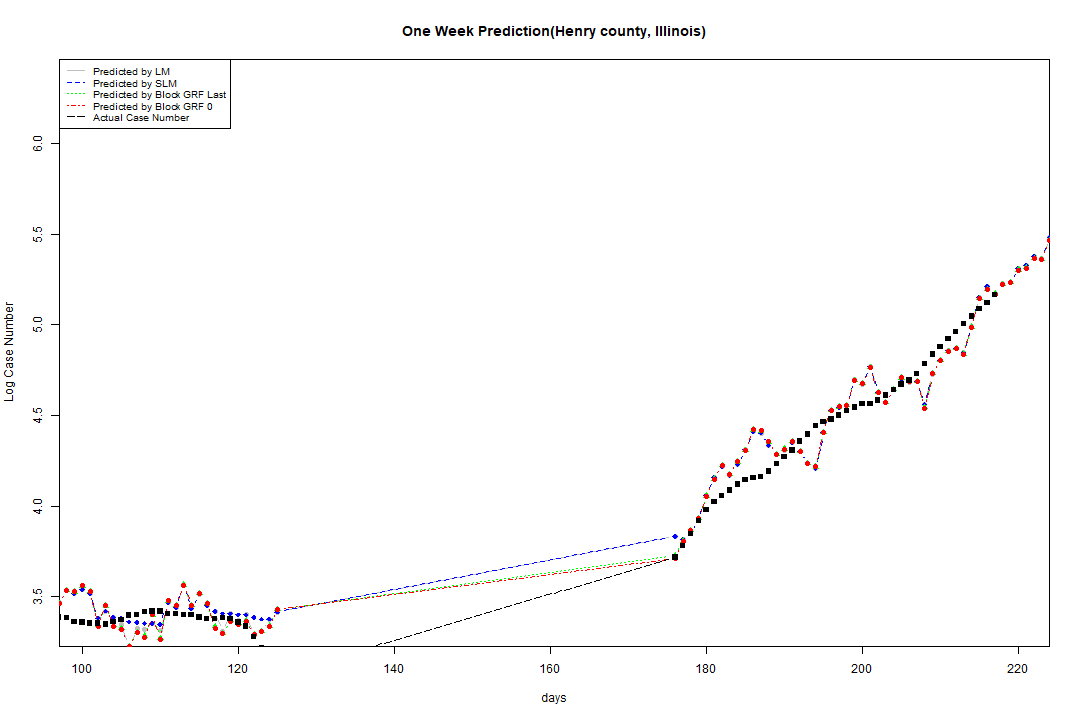 One Week Prediction(Henry county, Illinois)
Predicted by LM
Predicted by SLM
Predicted by Block GRF Last
Predicted by Block GRF 0
Actual Case Number
6.0
5.5
5.0
4.5
4.0
3.5
Log Case Number
100 120 140 160 180 200 220
days